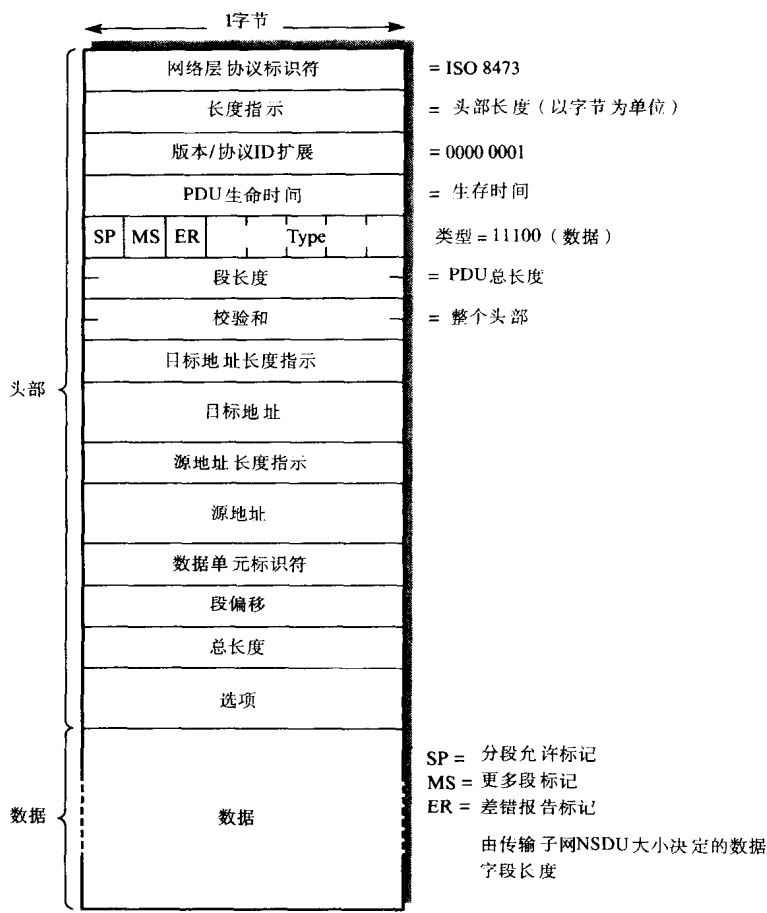 1字节
网络层协议标识符 = ISO 8473
长度指示 = 头部长度（以字节为单位）
版本/协议ID扩展 = 0000 0001
PDU生命时间 = 生存时间
SP MS ER Type 类型=11100（数据）
段长度 = PDU总长度
校验和 = 整个头部
目标地址长度指示
头部
目标地址
源地址长度指示
源地址
数据单元标识符
段偏移
总长度
选项
SP = 分段允许标记
MS = 更多段标记
ER = 差错报告标记
数据
数据
由传输子网NSDU大小决定的数据
字段长度